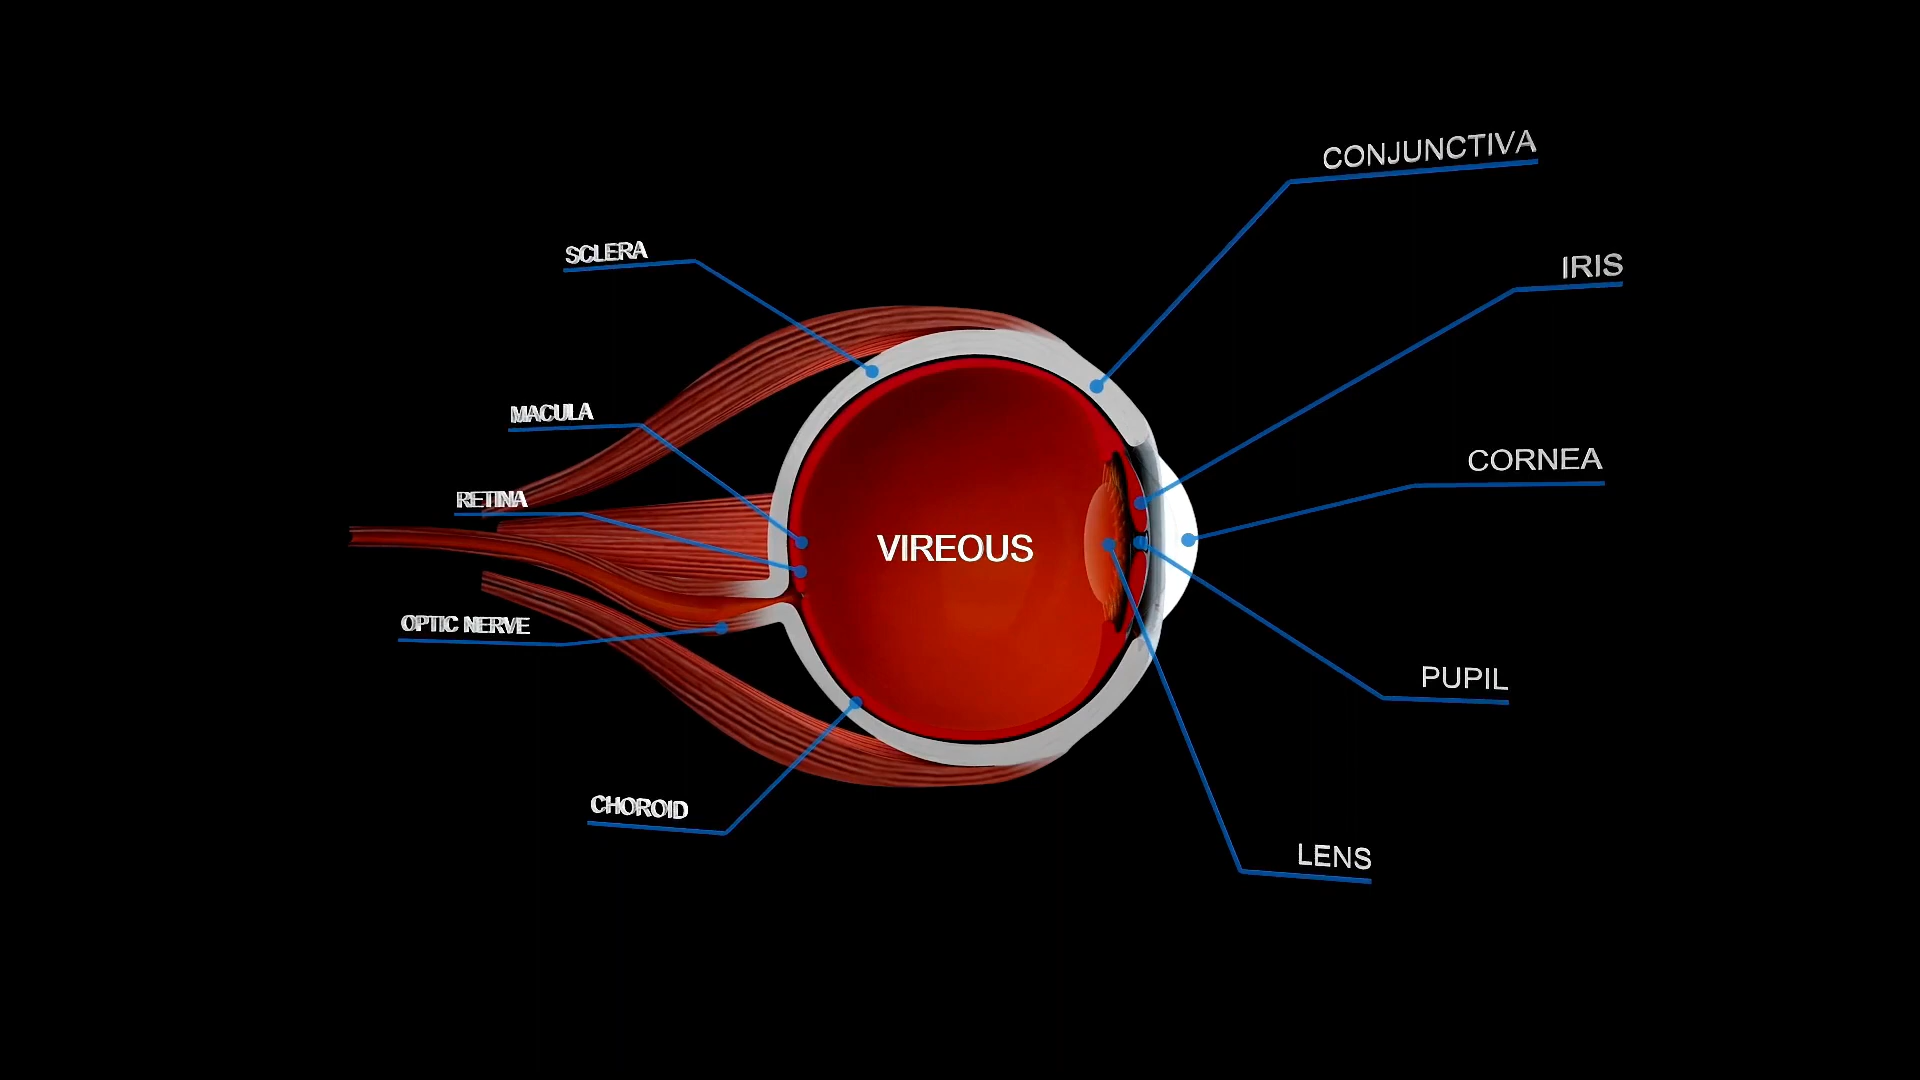 CONJUNCTIVA
SCLERA
IRIS
MACULA
CORNEA
RETINA
VIREOUS
OPTIC NERVE
PUPIL
CHOROID
LENS